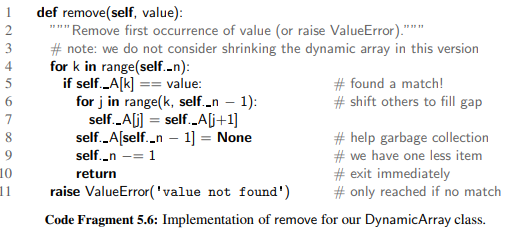 1 def remove(self, value):
2 """Remove first occurrence of value (or raise ValueError)."""
3 # note: we do not consider shrinking the dynamic array in this version
4 for k in range(self._n):
5 if self._A[k] == value: # found a match!
6 for j in range(k, self._n − 1): # shift others to fill gap
7 self._A[j] = self._A[j+1]
8 self._A[self._n − 1] = None # help garbage collection
9 self._n −= 1 # we have one less item
10 return # exit immediately
11 raise ValueError('value not found') # only reached if no match
Code Fragment 5.6: Implementation of remove for our DynamicArray class.